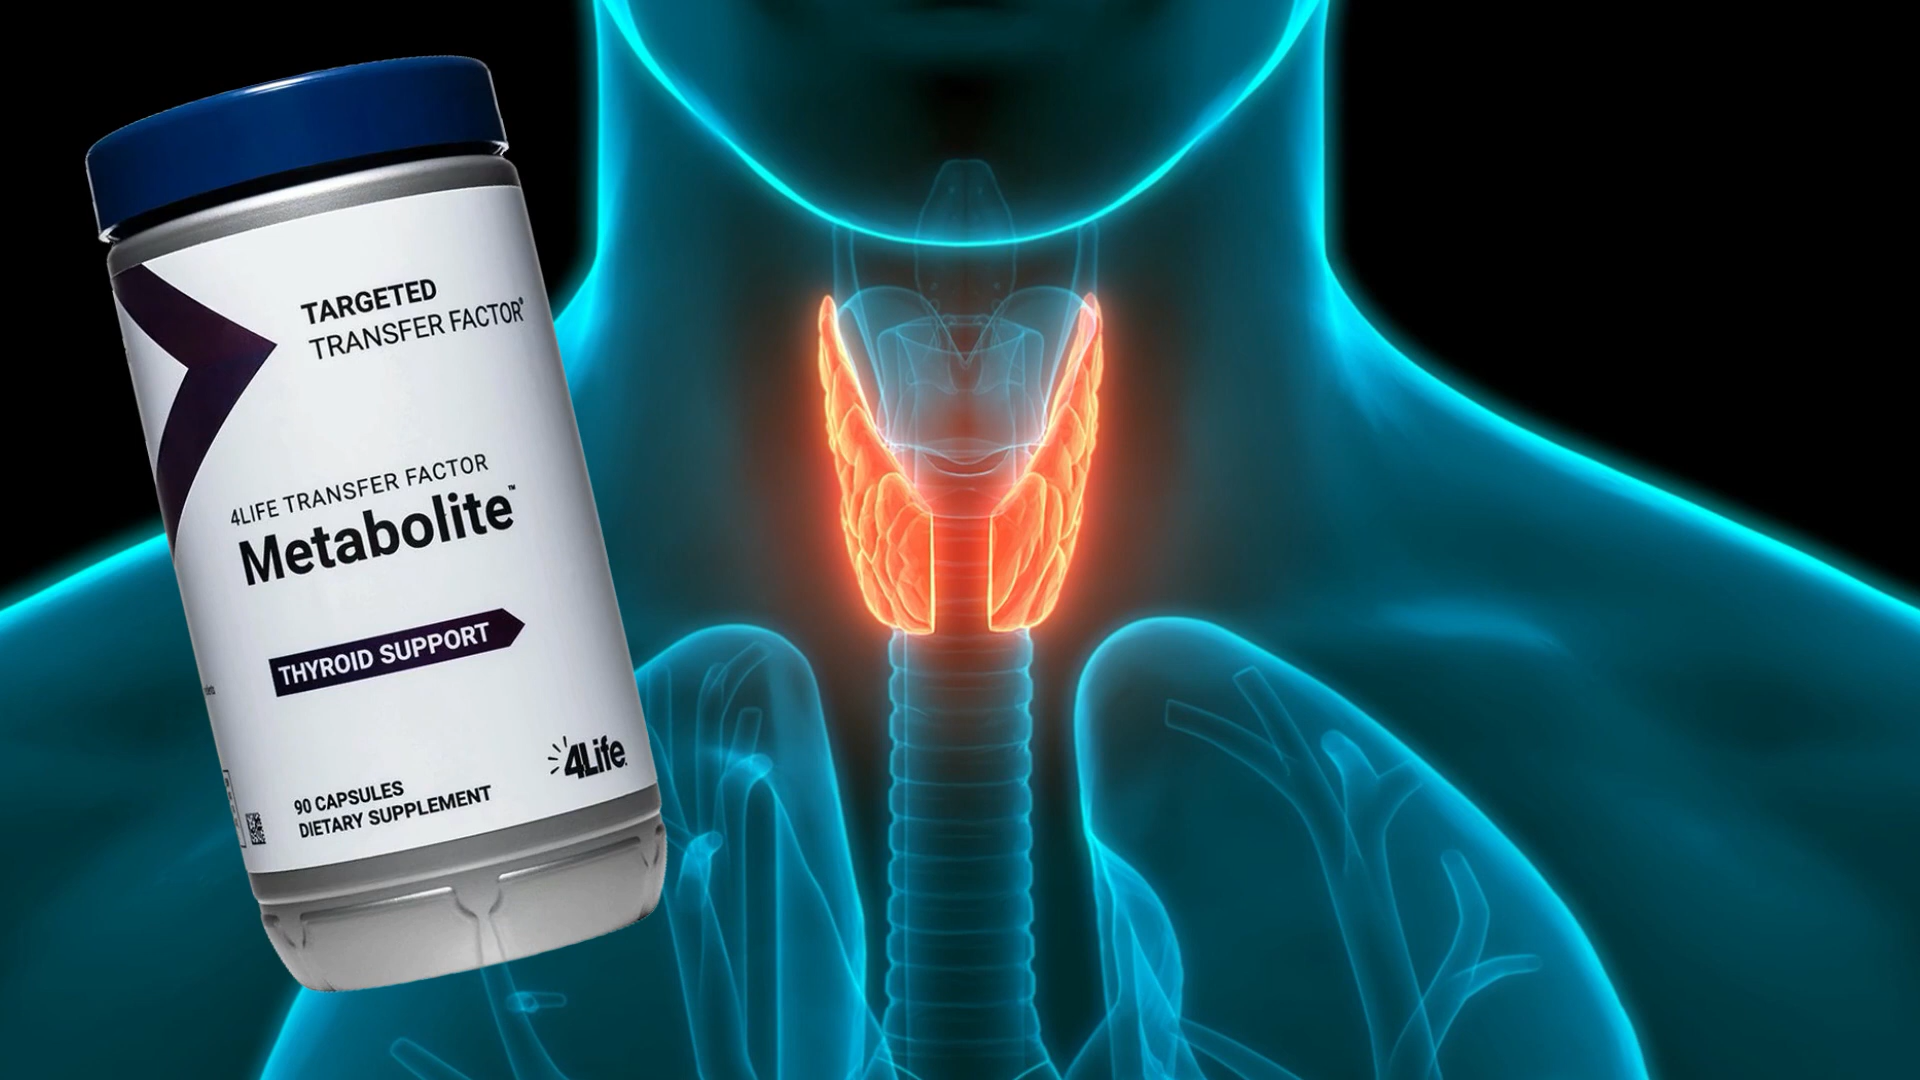 TARGETED
TRANSFER FACTOR®
4LIFE TRANSFER FACTOR
Metabolite™
THYROID SUPPORT
4Life
90 CAPSULES
DIETARY SUPPLEMENT